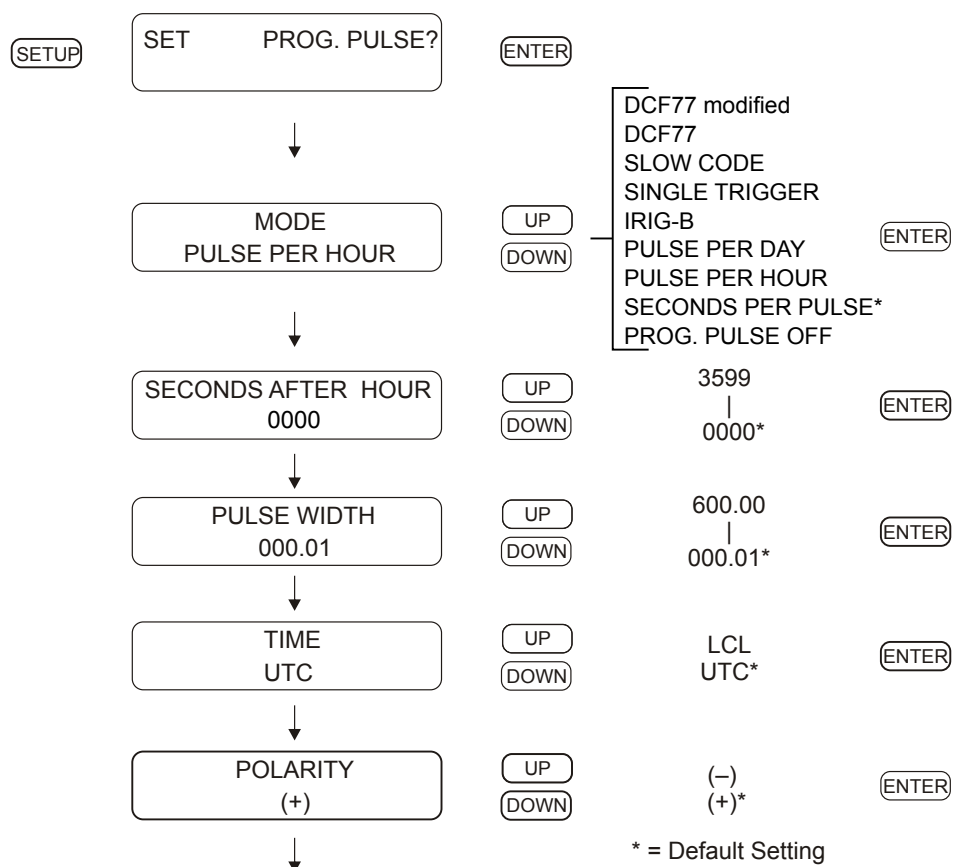 SETUP
SET PROG. PULSE?
ENTER
MODE
PULSE PER HOUR
UP
DOWN
DCF77 modified
DCF77
SLOW CODE
SINGLE TRIGGER
IRIG-B
PULSE PER DAY
PULSE PER HOUR
SECONDS PER PULSE*
PROG. PULSE OFF
ENTER
SECONDS AFTER HOUR
0000
UP
DOWN
3599
|
0000*
ENTER
PULSE WIDTH
000.01
UP
DOWN
600.00
|
000.01*
ENTER
TIME
UTC
UP
DOWN
LCL
UTC*
ENTER
POLARITY
(+)
UP
DOWN
(–)
(+)*
ENTER
* = Default Setting